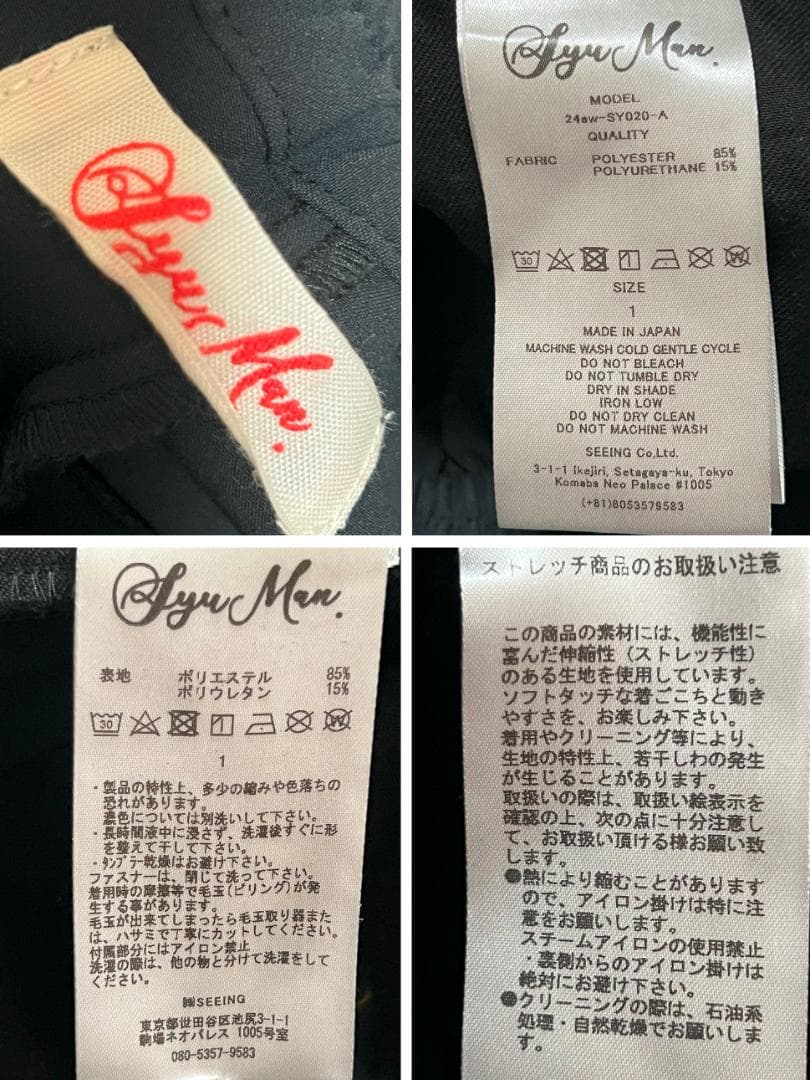 Syu Man.
Syu Man.
MODEL
24aw-SY020-A
QUALITY
FABRIC POLYESTER 85%
POLYURETHANE 15%
30
SIZE
1
MADE IN JAPAN
MACHINE WASH COLD GENTLE CYCLE
DO NOT BLEACH
DO NOT TUMBLE DRY
DRY IN SHADE
IRON LOW
DO NOT DRY CLEAN
DO NOT MACHINE WASH
SEEING Co,Ltd.
3-1-1 Ikejiri, Setagaya-ku, Tokyo
Komaba Neo Palace #1005
(+81)8053579583
Syu Man.
表地 ポリエステル 85%
ポリウレタン 15%
30
1
・製品の特性上、多少の縮みや色落ちの
恐れがあります。
濃色については別洗いして下さい。
・長時間液中に浸さず、洗濯後すぐに形
を整えて干して下さい。
・タンブラー乾燥はお避け下さい。
ファスナーは、閉じて洗って下さい。
着用時の摩擦等で毛玉(ピリング)が発
生する事があります。
毛玉が出来てしまったら毛玉取り器また
は、ハサミで丁寧にカットしてください。
付属部分にはアイロン禁止
洗濯の際は、他の物と分けて洗濯をして
ください。
㈱SEEING
東京都世田谷区池尻3-1-1
駒場ネオパレス 1005号室
080-5357-9583
ストレッチ商品のお取扱い注意
この商品の素材には、機能性に
富んだ伸縮性（ストレッチ性）
のある生地を使用しています。
ソフトタッチな着ごこちと動き
やすさを、お楽しみ下さい。
着用やクリーニング等により、
生地の特性上、若干しわの発生
が生じることがあります。
取扱いの際は、取扱い絵表示を
確認の上、次の点に十分注意し
て、お取扱い頂ける様お願い致
します。
●熱により縮むことがあります
ので、アイロン掛けは特に注
意をお願いします。
スチームアイロンの使用禁止
・裏側からのアイロン掛けは
絶対にお避け下さい。
●クリーニングの際は、石油系
処理・自然乾燥でお願いしま
す。